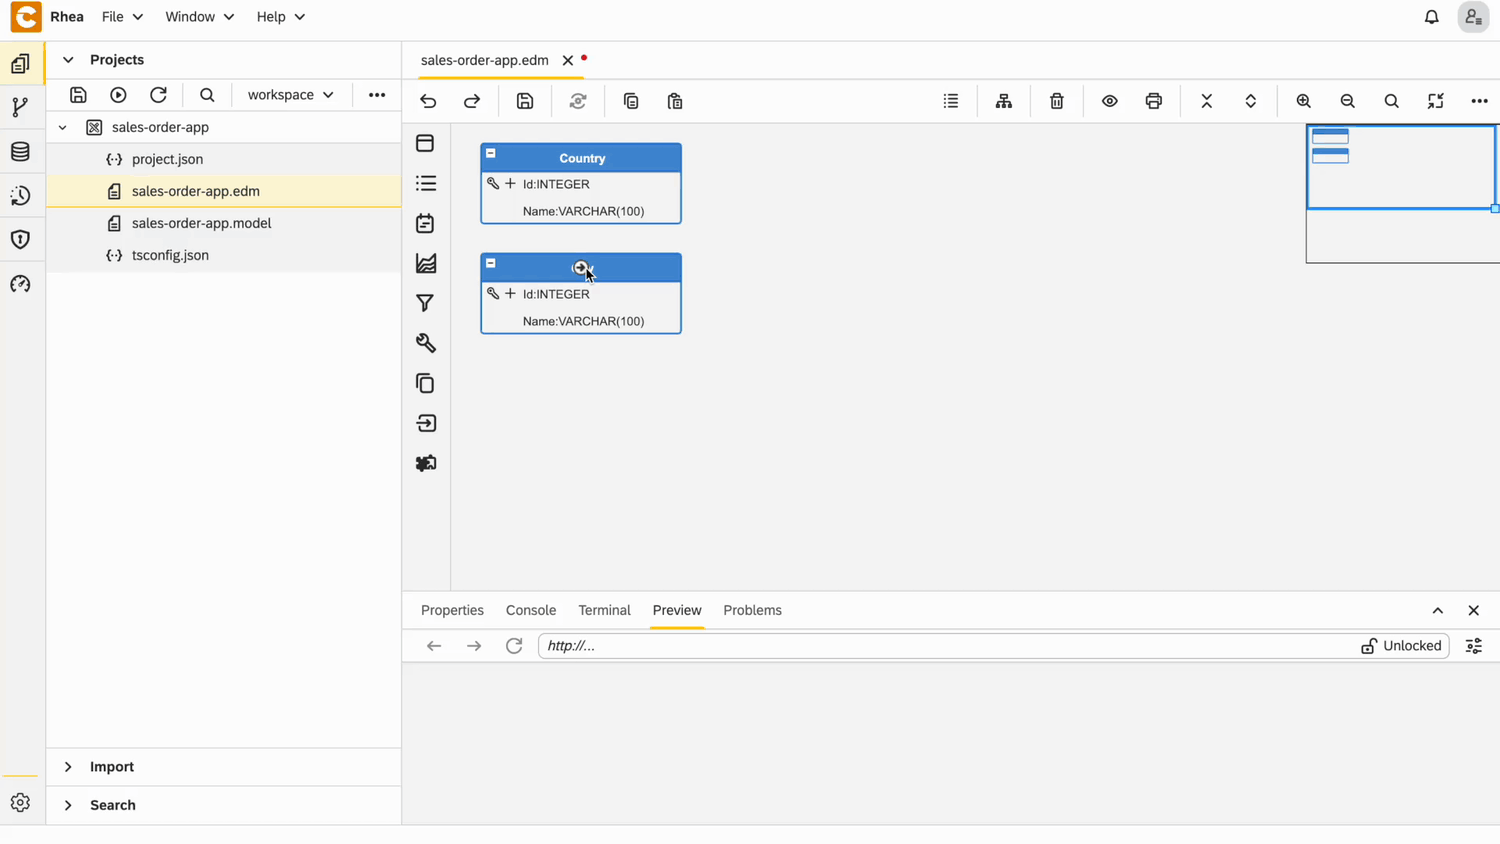 Rhea
File
Window
Help
Projects
sales-order-app.edm
workspace
sales-order-app
project.json
sales-order-app.edm
sales-order-app.model
tsconfig.json
Country
Id:INTEGER
Name:VARCHAR(100)
Id:INTEGER
Name:VARCHAR(100)
Properties
Console
Terminal
Preview
Problems
http://...
Unlocked
Import
Search